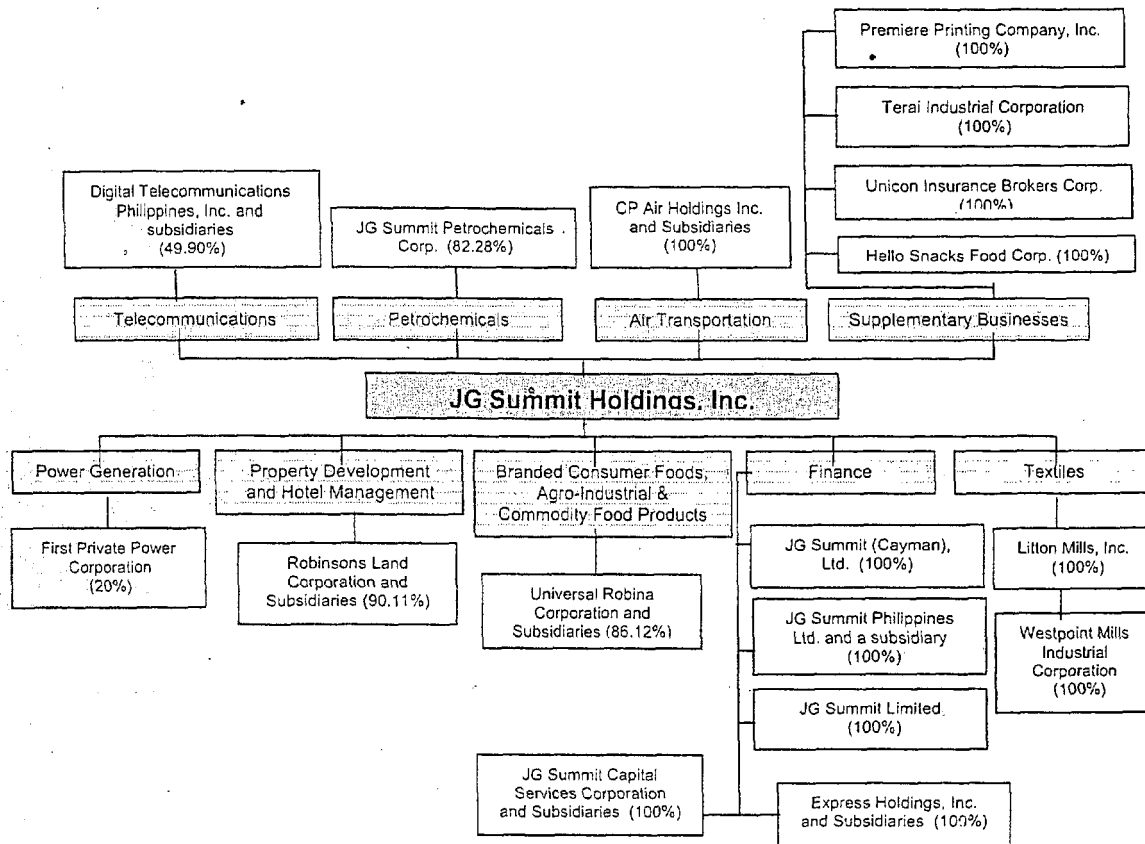 Premiere Printing Company, Inc.
(100%)
Terai Industrial Corporation
(100%)
Unicon Insurance Brokers Corp.
(100%)
Hello Snacks Food Corp. (100%)
Digital Telecommunications
Philippines, Inc. and
subsidiaries
(49.90%)
JG Summit Petrochemicals
Corp. (82.28%)
CP Air Holdings Inc.
and Subsidiaries
(100%)
Telecommunications
Petrochemicals
Air Transportation
Supplementary Businesses
JG Summit Holdings, Inc.
Power Generation
Property Development
and Hotel Management
Branded Consumer Foods,
Agro-Industrial &
Commodity Food Products
Finance
Textiles
First Private Power
Corporation
(20%)
Robinsons Land
Corporation and
Subsidiaries (90.11%)
Universal Robina
Corporation and
Subsidiaries (86.12%)
JG Summit (Cayman),
Ltd. (100%)
JG Summit Philippines
Ltd. and a subsidiary
(100%)
JG Summit Limited
(100%)
Litton Mills, Inc.
(100%)
Westpoint Mills
Industrial
Corporation
(100%)
JG Summit Capital
Services Corporation
and Subsidiaries (100%)
Express Holdings, Inc.
and Subsidiaries (100%)